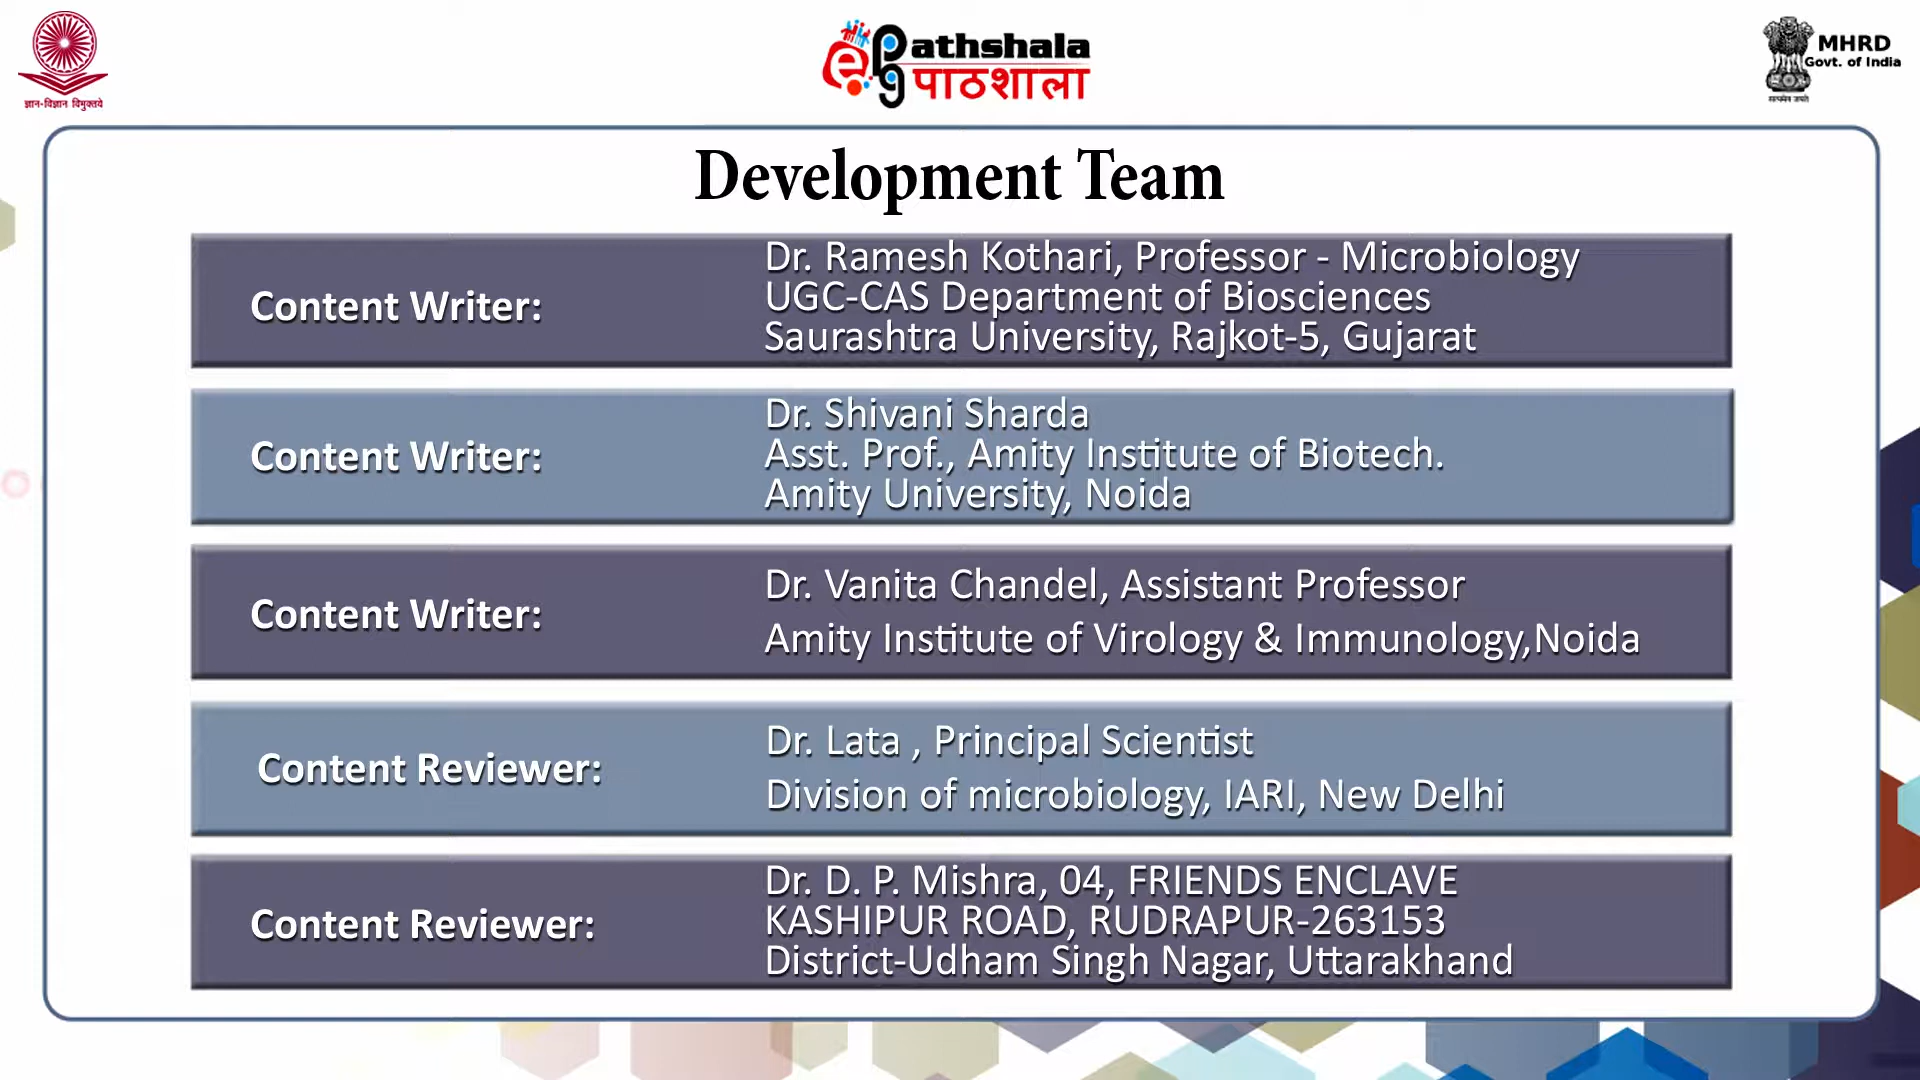 ज्ञान-विज्ञान विमुक्तये
ePGPathshala
पाठशाला
MHRD
Govt. of India
सत्यमेव जयते
Development Team
Content Writer:
Dr. Ramesh Kothari, Professor - Microbiology
UGC-CAS Department of Biosciences
Saurashtra University, Rajkot-5, Gujarat
Content Writer:
Dr. Shivani Sharda
Asst. Prof., Amity Institute of Biotech.
Amity University, Noida
Content Writer:
Dr. Vanita Chandel, Assistant Professor
Amity Institute of Virology & Immunology,Noida
Content Reviewer:
Dr. Lata , Principal Scientist
Division of microbiology, IARI, New Delhi
Content Reviewer:
Dr. D. P. Mishra, 04, FRIENDS ENCLAVE
KASHIPUR ROAD, RUDRAPUR-263153
District-Udham Singh Nagar, Uttarakhand